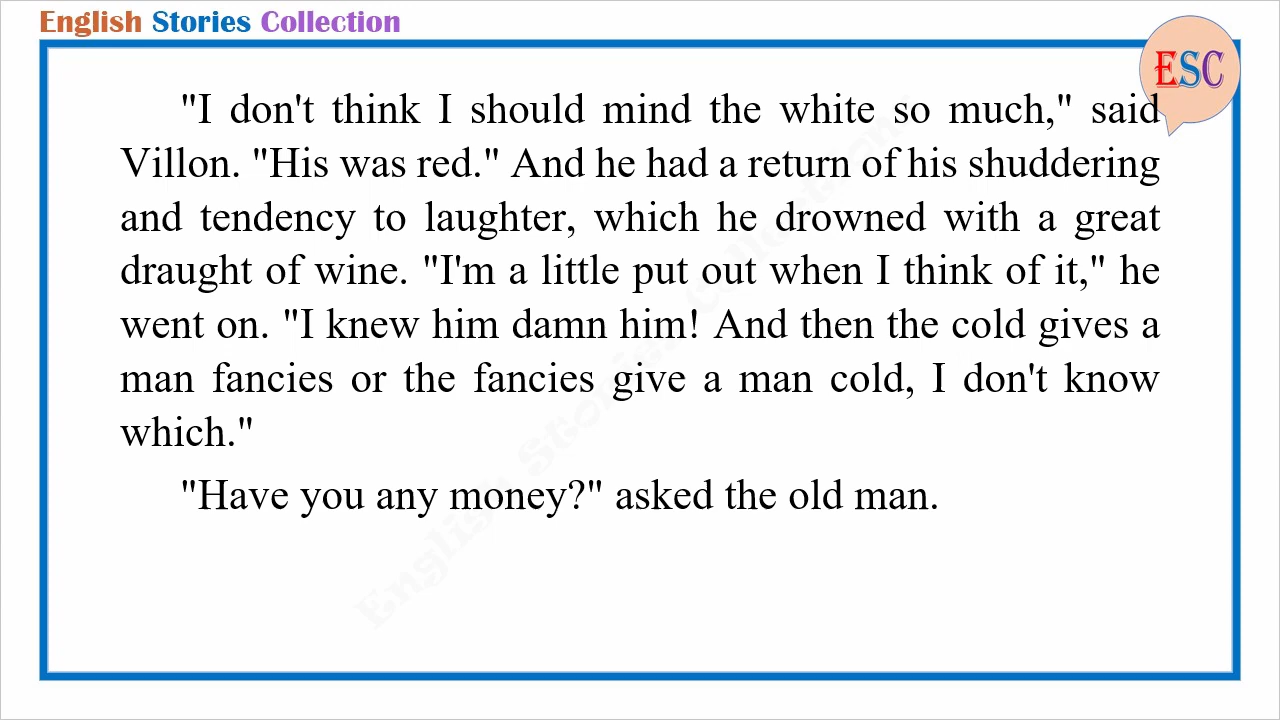 English Stories Collection
ESC
"I don't think I should mind the white so much," said
Villon. "His was red." And he had a return of his shuddering
and tendency to laughter, which he drowned with a great
draught of wine. "I'm a little put out when I think of it," he
went on. "I knew him damn him! And then the cold gives a
man fancies or the fancies give a man cold, I don't know
which."
"Have you any money?" asked the old man.
English Stories Collection